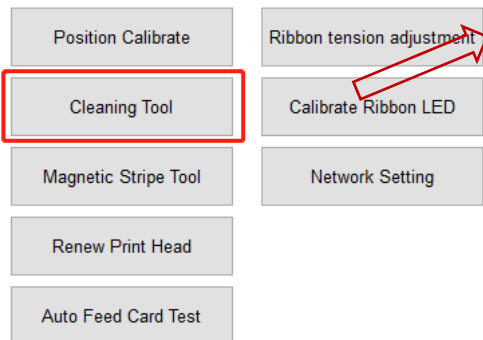 Position Calibrate
Ribbon tension adjustment
Cleaning Tool
Calibrate Ribbon LED
Magnetic Stripe Tool
Network Setting
Renew Print Head
Auto Feed Card Test